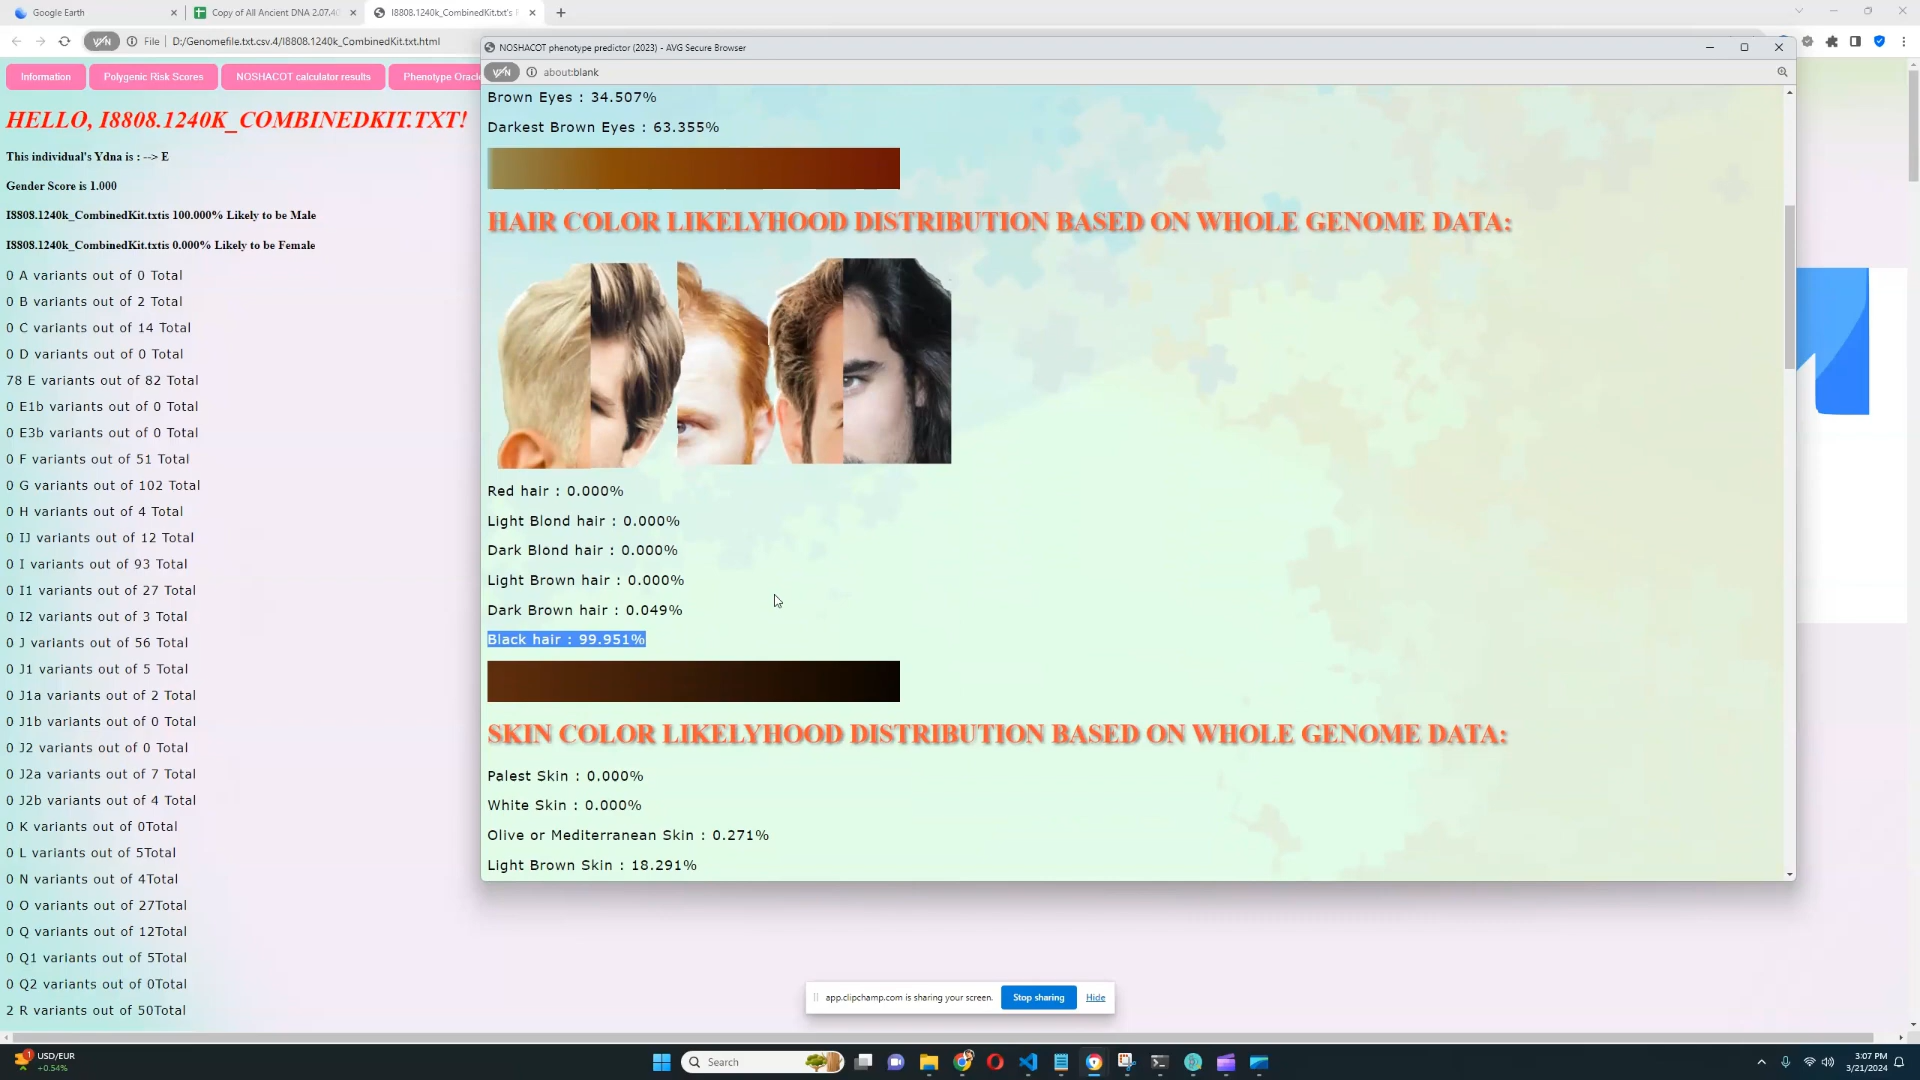 Google Earth
Copy of All Ancient DNA 2.07.40
I8808.1240k_CombinedKit.txt's
File
D:/Genomefile.txt.csv.4/I8808.1240k_CombinedKit.txt.html
Information
Polygenic Risk Scores
NOSHACOT calculator results
Phenotype Oracl
HELLO, I8808.1240K_COMBINEDKIT.TXT!
This individual's Ydna is : --> E
Gender Score is 1.000
I8808.1240k_CombinedKit.txtis 100.000% Likely to be Male
I8808.1240k_CombinedKit.txtis 0.000% Likely to be Female
0 A variants out of 0 Total
0 B variants out of 2 Total
0 C variants out of 14 Total
0 D variants out of 0 Total
78 E variants out of 82 Total
0 E1b variants out of 0 Total
0 E3b variants out of 0 Total
0 F variants out of 51 Total
0 G variants out of 102 Total
0 H variants out of 4 Total
0 IJ variants out of 12 Total
0 I variants out of 93 Total
0 I1 variants out of 27 Total
0 I2 variants out of 3 Total
0 J variants out of 56 Total
0 J1 variants out of 5 Total
0 J1a variants out of 2 Total
0 J1b variants out of 0 Total
0 J2 variants out of 0 Total
0 J2a variants out of 7 Total
0 J2b variants out of 4 Total
0 K variants out of 0Total
0 L variants out of 5Total
0 N variants out of 4Total
0 O variants out of 27Total
0 Q variants out of 12Total
0 Q1 variants out of 5Total
0 Q2 variants out of 0Total
2 R variants out of 50Total
NOSHACOT phenotype predictor (2023) - AVG Secure Browser
VPN
about:blank
Brown Eyes : 34.507%
Darkest Brown Eyes : 63.355%
HAIR COLOR LIKELYHOOD DISTRIBUTION BASED ON WHOLE GENOME DATA:
Red hair : 0.000%
Light Blond hair : 0.000%
Dark Blond hair : 0.000%
Light Brown hair : 0.000%
Dark Brown hair : 0.049%
Black hair : 99.951%
SKIN COLOR LIKELYHOOD DISTRIBUTION BASED ON WHOLE GENOME DATA:
Palest Skin : 0.000%
White Skin : 0.000%
Olive or Mediterranean Skin : 0.271%
Light Brown Skin : 18.291%
app.clipchamp.com is sharing your screen.
Stop sharing
Hide
USD/EUR
+0.54%
Search
3:07 PM
3/21/2024